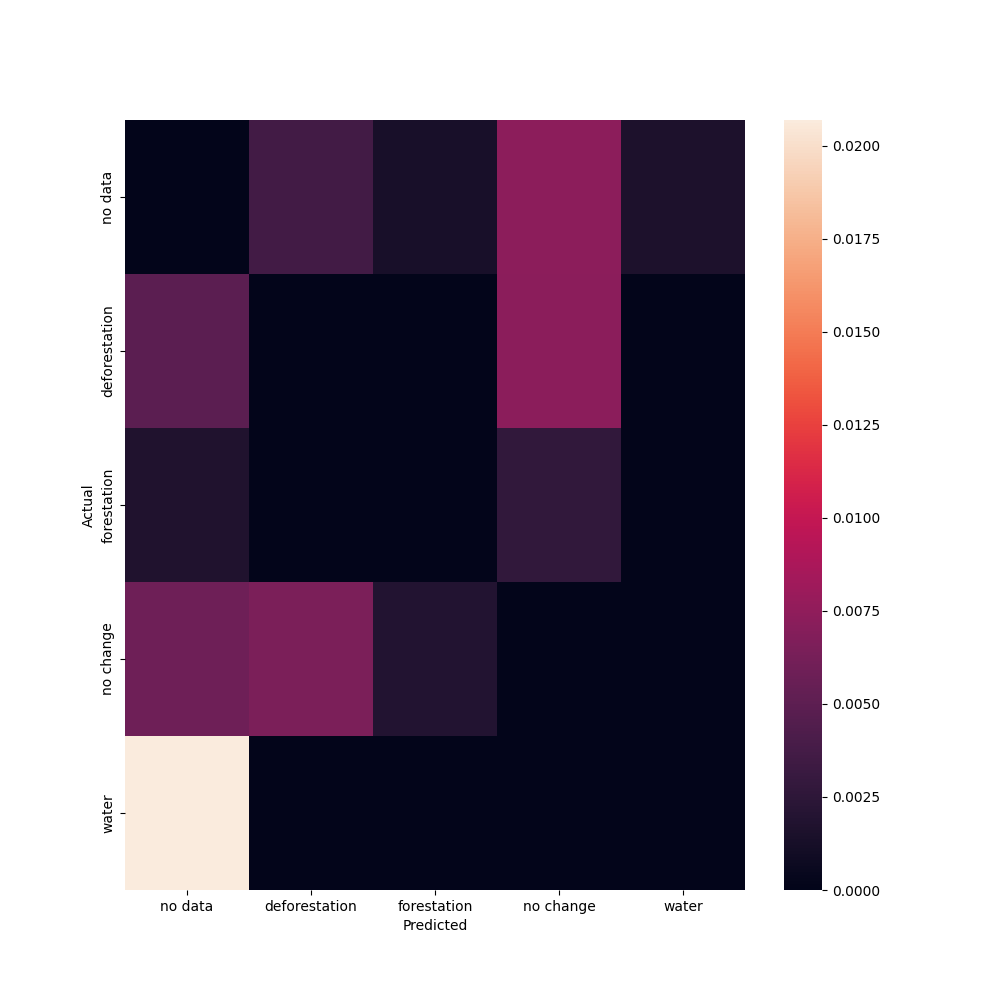 Actual
no data
deforestation
forestation
no change
water
no data
deforestation
forestation
no change
water
Predicted
0.0200
0.0175
0.0150
0.0125
0.0100
0.0075
0.0050
0.0025
0.0000